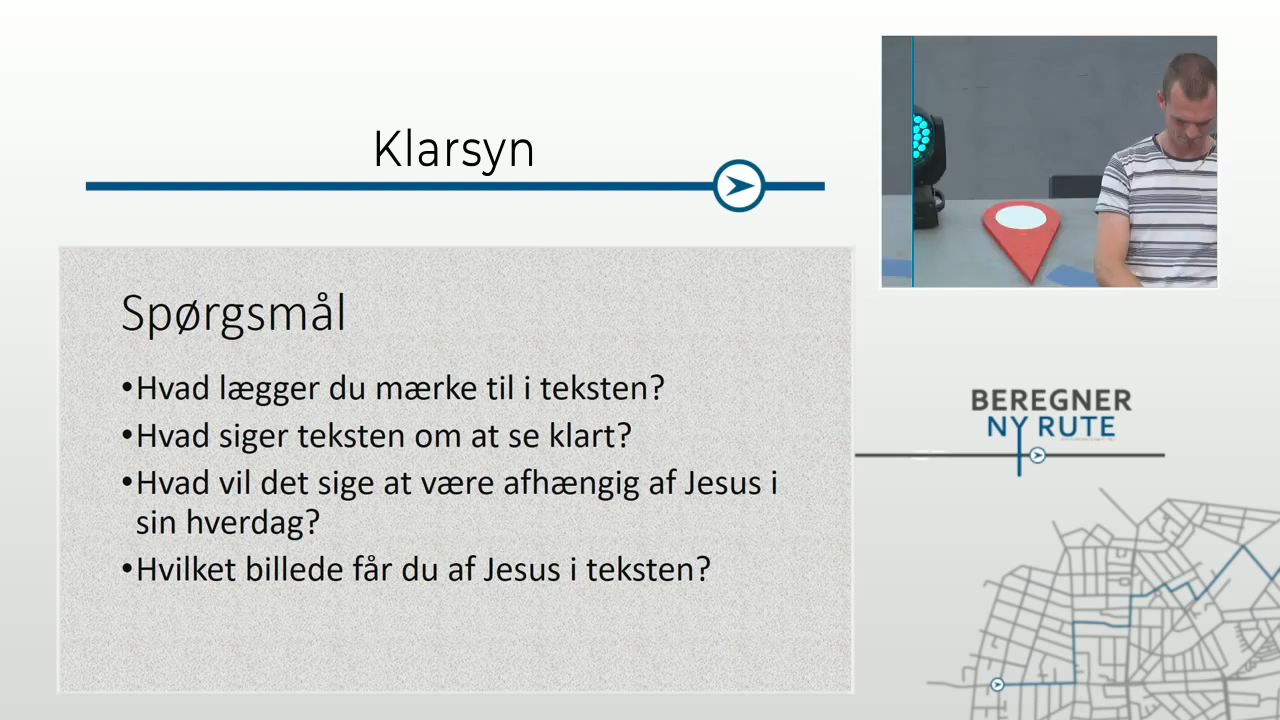 Klarsyn
Spørgsmål
•Hvad lægger du mærke til i teksten?
•Hvad siger teksten om at se klart?
•Hvad vil det sige at være afhængig af Jesus i
sin hverdag?
•Hvilket billede får du af Jesus i teksten?
BEREGNER
NY RUTE